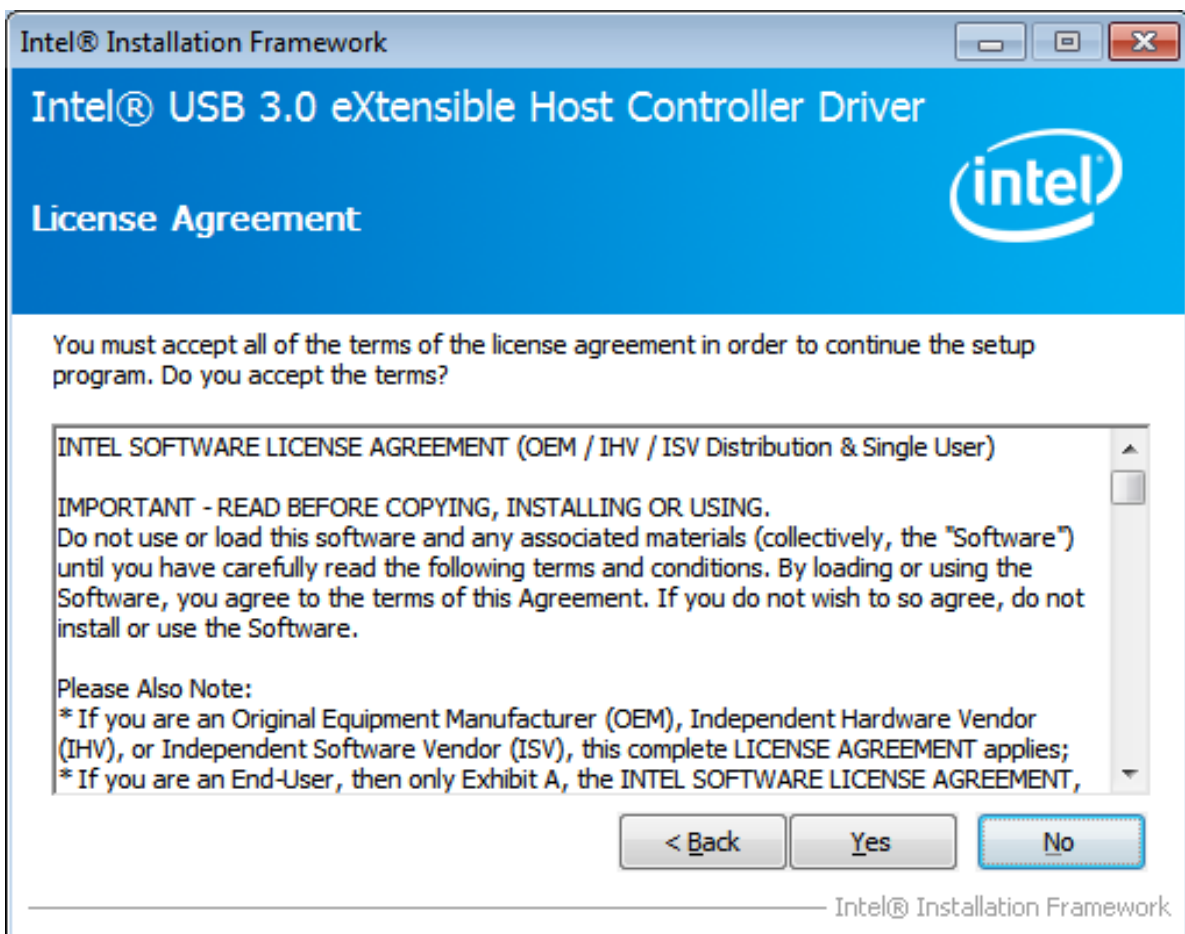 Intel® Installation Framework
Intel® USB 3.0 eXtensible Host Controller Driver
intel
License Agreement
You must accept all of the terms of the license agreement in order to continue the setup
program. Do you accept the terms?
INTEL SOFTWARE LICENSE AGREEMENT (OEM / IHV / ISV Distribution & Single User)
IMPORTANT - READ BEFORE COPYING, INSTALLING OR USING.
Do not use or load this software and any associated materials (collectively, the "Software")
until you have carefully read the following terms and conditions. By loading or using the
Software, you agree to the terms of this Agreement. If you do not wish to so agree, do not
install or use the Software.
Please Also Note:
* If you are an Original Equipment Manufacturer (OEM), Independent Hardware Vendor
(IHV), or Independent Software Vendor (ISV), this complete LICENSE AGREEMENT applies;
* If you are an End-User, then only Exhibit A, the INTEL SOFTWARE LICENSE AGREEMENT,
< Back Yes No
Intel® Installation Framework